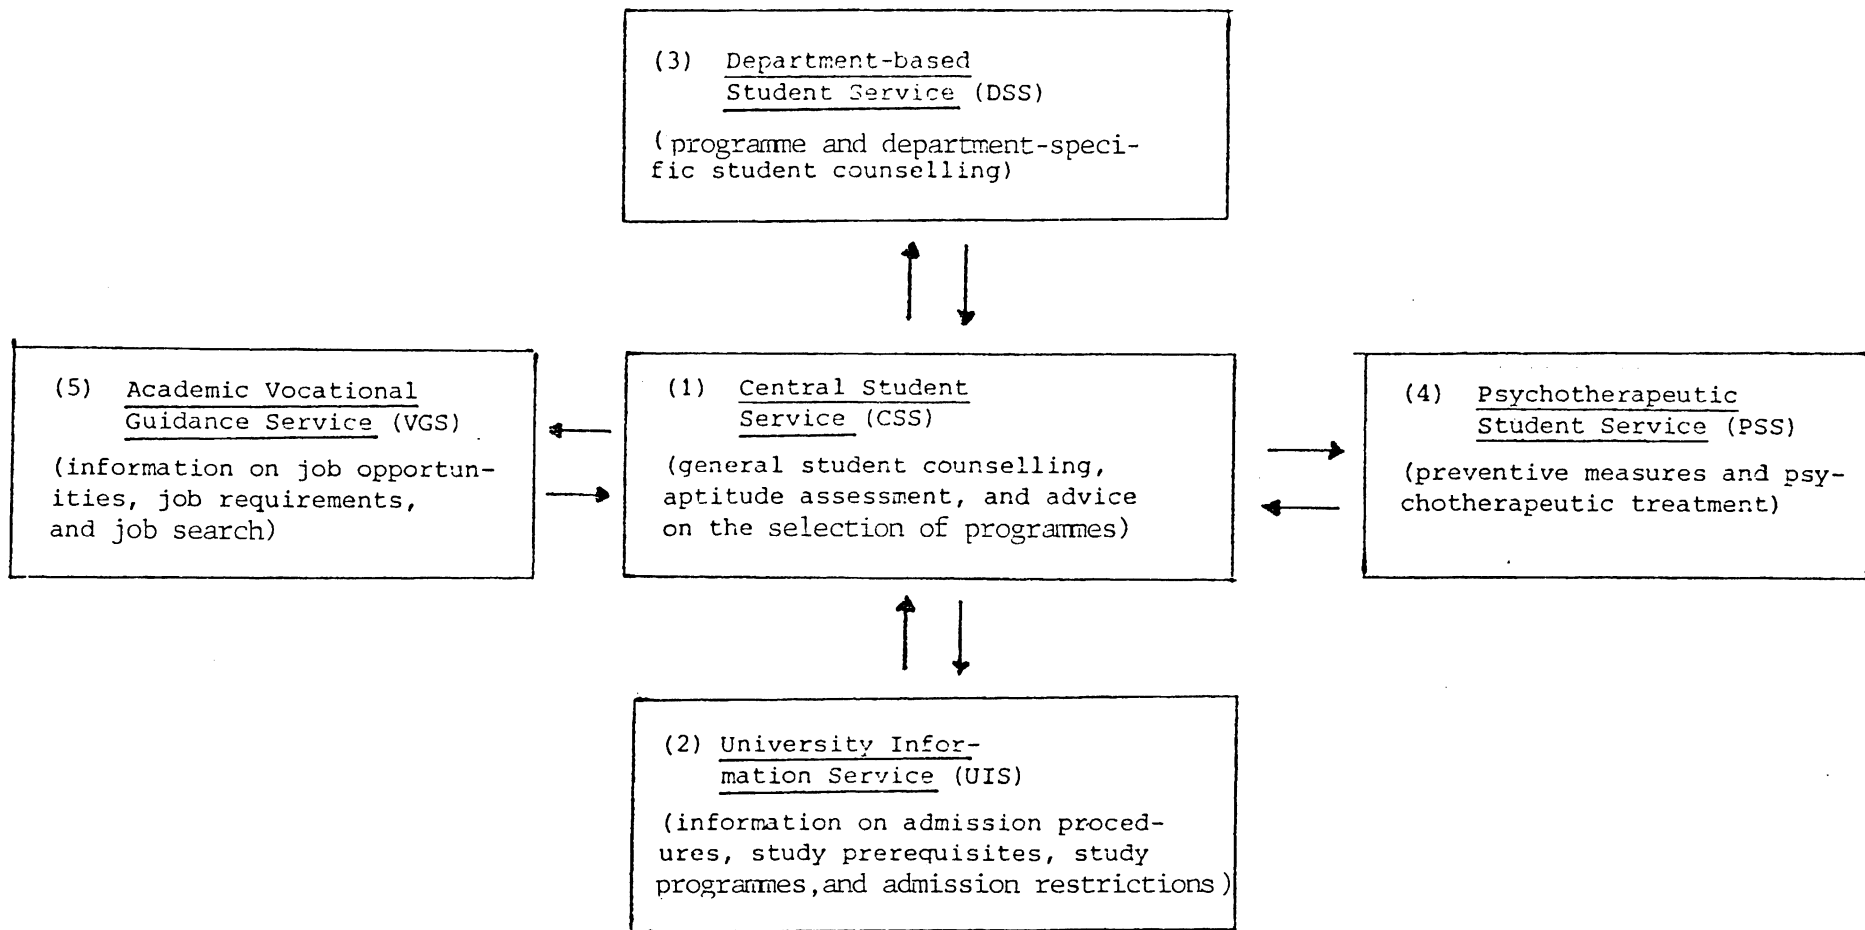 (3) Department-based
Student Service (DSS)
(programme and department-speci-
fic student counselling)
(5) Academic Vocational
Guidance Service (VGS)
(information on job opportun-
ities, job requirements,
and job search)
(1) Central Student
Service (CSS)
(general student counselling,
aptitude assessment, and advice
on the selection of programmes)
(4) Psychotherapeutic
Student Service (PSS)
(preventive measures and psy-
chotherapeutic treatment)
(2) University Infor-
mation Service (UIS)
(information on admission proced-
ures, study prerequisites, study
programmes,and admission restrictions)